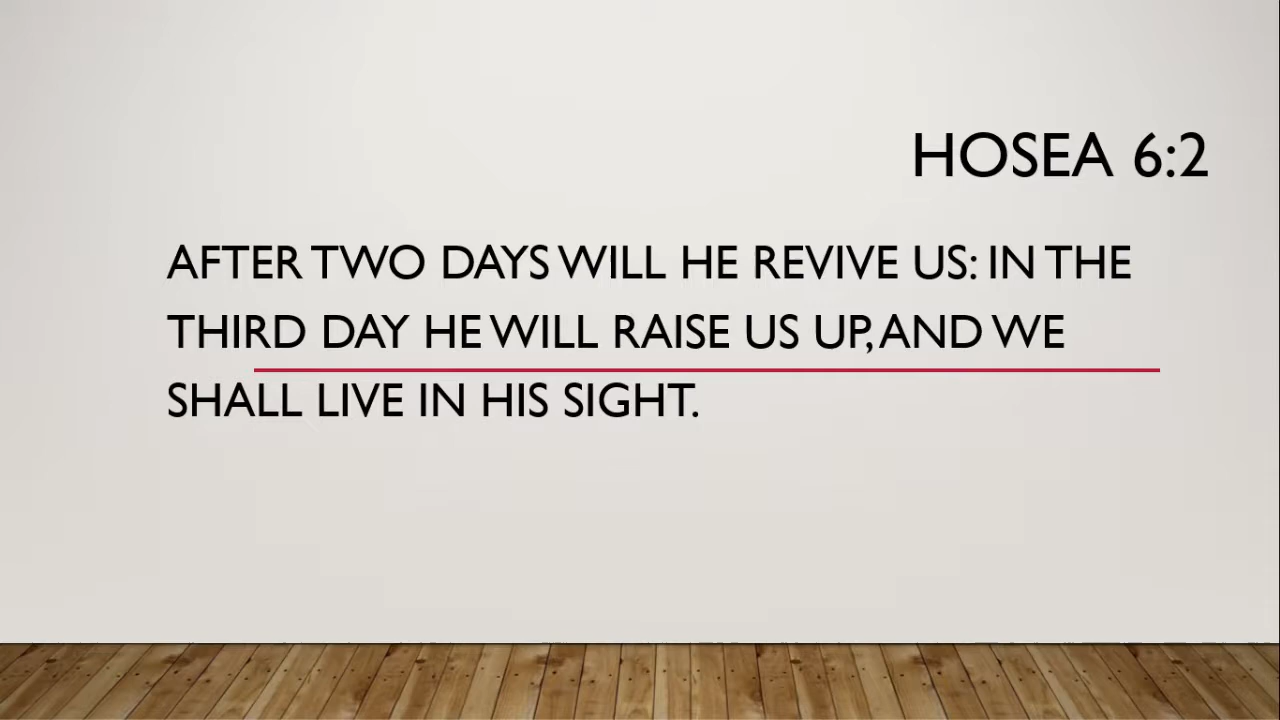 HOSEA 6:2
AFTER TWO DAYS WILL HE REVIVE US: IN THE
THIRD DAY HE WILL RAISE US UP, AND WE
SHALL LIVE IN HIS SIGHT.